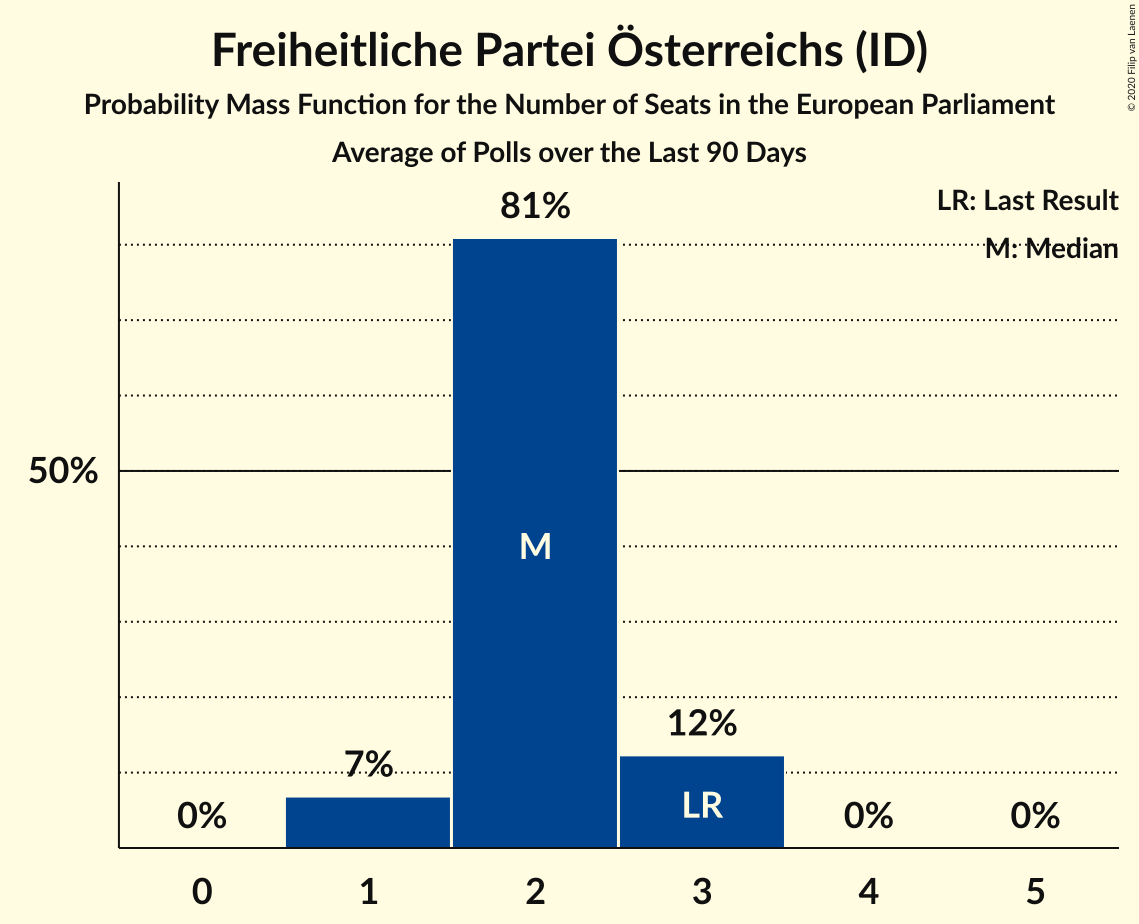 Freiheitliche Partei Österreichs (ID)
Probability Mass Function for the Number of Seats in the European Parliament
Average of Polls over the Last 90 Days
© 2020 Filip van Laenen
LR: Last Result
M: Median
81%
50%
M
12%
7%
LR
0%
0%
0%
0 1 2 3 4 5